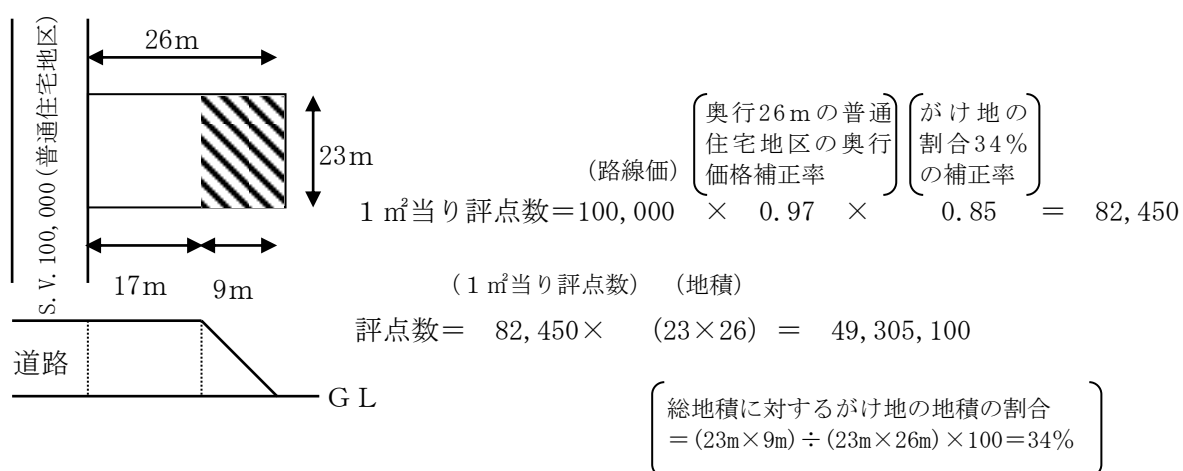 S.V.100,000(普通住宅地区)
26m
23m
17m
9m
道路
GL
(路線価)
奥行26mの普通
住宅地区の奥行
価格補正率
がけ地の
割合34%
の補正率
1㎡当り評点数=100,000 × 0.97 × 0.85 = 82,450
(1㎡当り評点数) (地積)
評点数= 82,450× (23×26) = 49,305,100
総地積に対するがけ地の地積の割合
=(23m×9m)÷(23m×26m)×100=34%